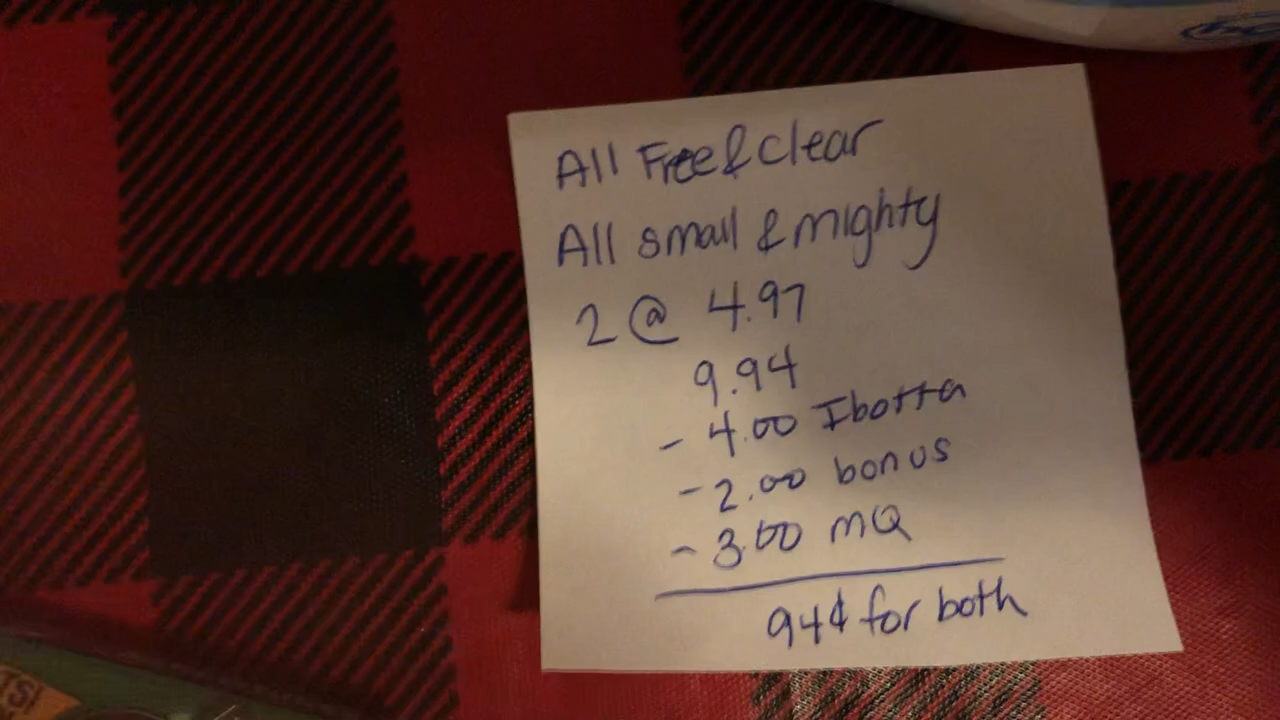 All Free & Clear
All small & mighty
2 @ 4.97
9.94
- 4.00 Ibotta
- 2.00 bonus
- 3.00 MQ
94¢ for both